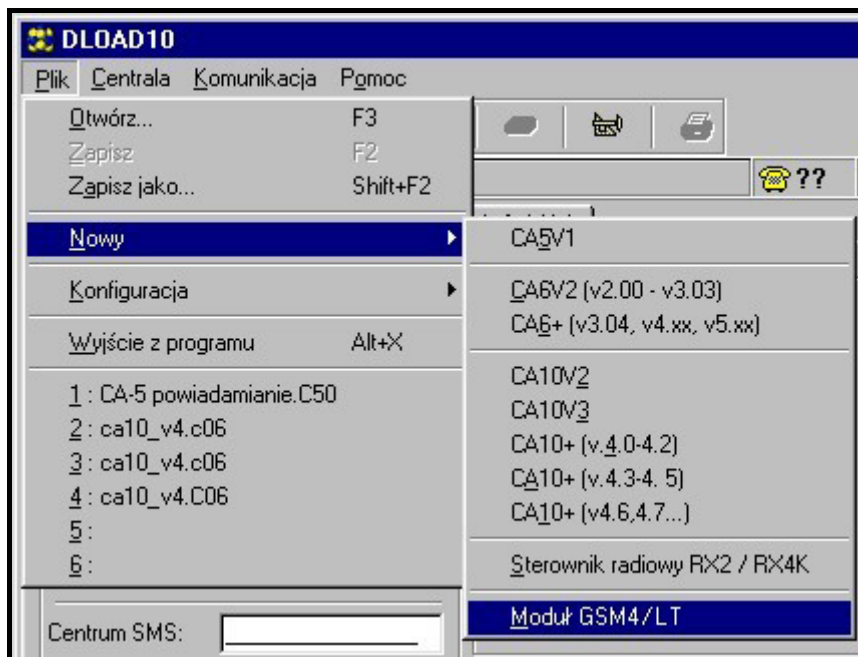 DLOAD10
Plik Centrala Komunikacja Pomoc
Otwórz... F3
Zapisz F2
Zapisz jako... Shift+F2
??
Nowy
CA5V1
Konfiguracja
CA6V2 (v2.00 - v3.03)
CA6+ (v3.04, v4.xx, v5.xx)
Wyjście z programu Alt+X
CA10V2
1 : CA-5 powiadamianie.C50
CA10V3
2 : ca10_v4.c06
CA10+ (v.4.0-4.2)
3 : ca10_v4.c06
CA10+ (v.4.3-4. 5)
4 : ca10_v4.C06
CA10+ (v4.6,4.7...)
5 :
6 :
Sterownik radiowy RX2 / RX4K
Moduł GSM4/LT
Centrum SMS: